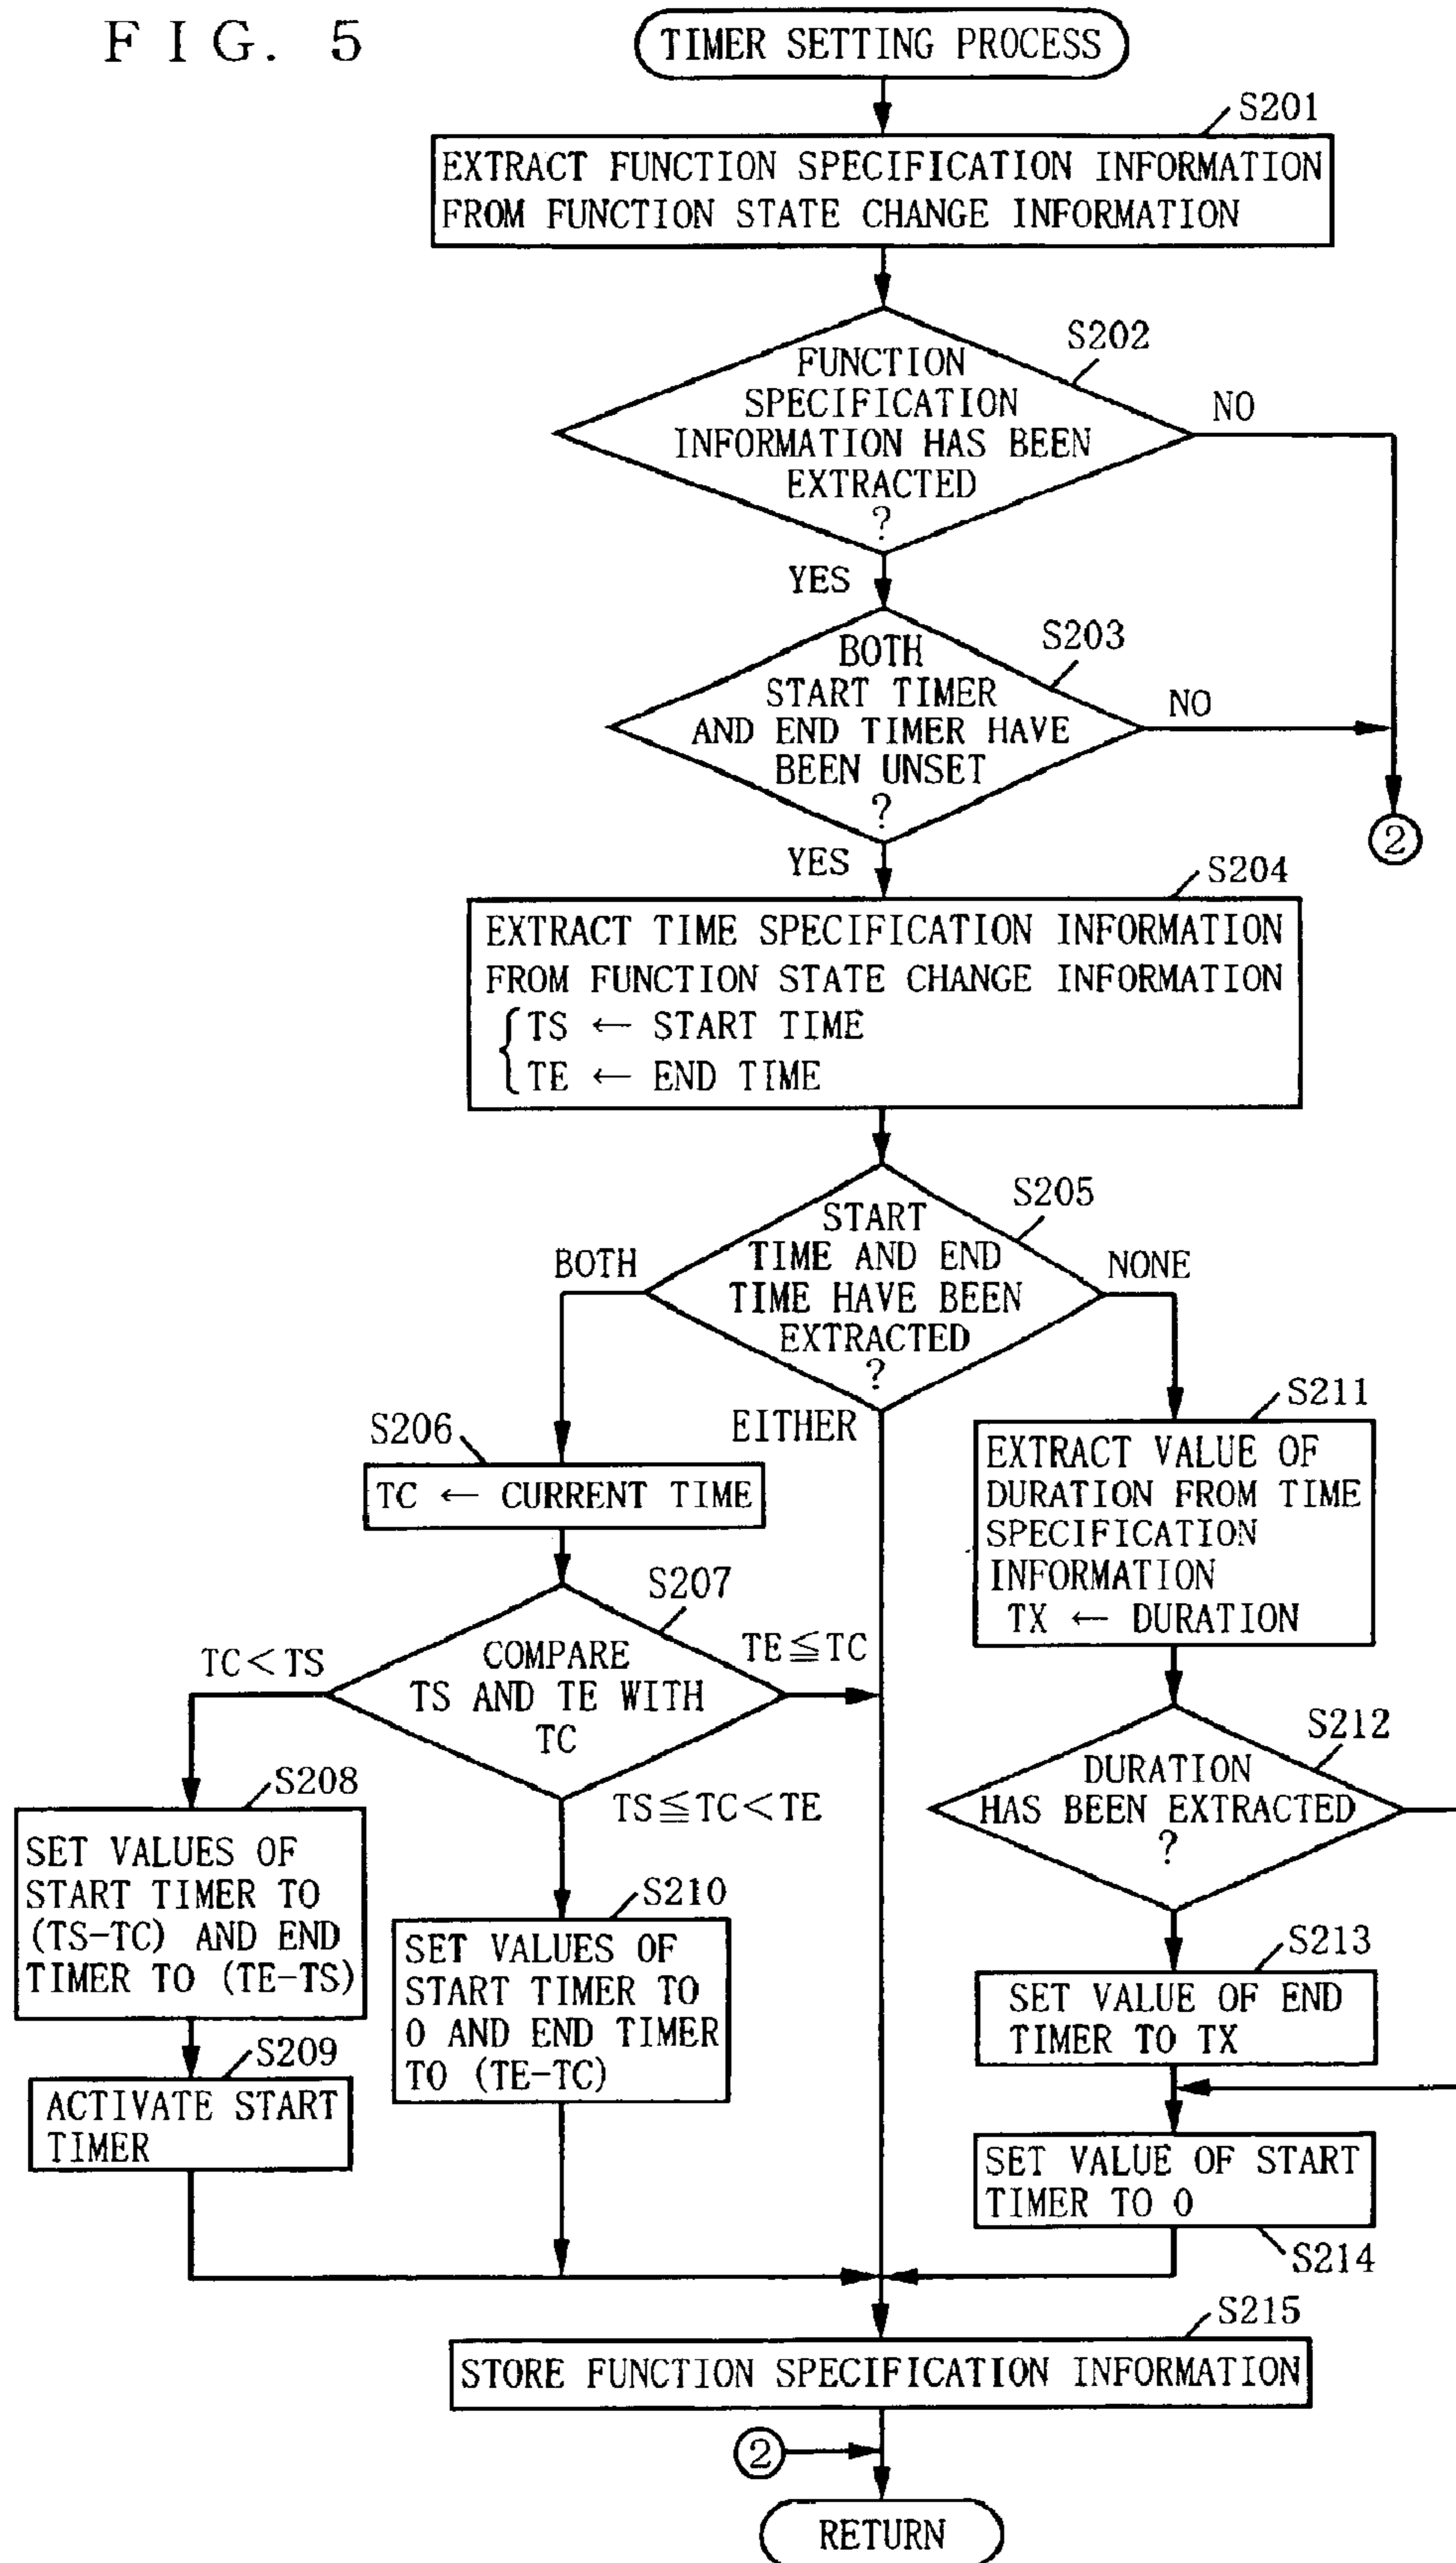 FIG. 5
TIMER SETTING PROCESS
S201
EXTRACT FUNCTION SPECIFICATION INFORMATION
FROM FUNCTION STATE CHANGE INFORMATION
S202
FUNCTION
SPECIFICATION
INFORMATION HAS BEEN
EXTRACTED
?
NO
YES
S203
BOTH
START TIMER
AND END TIMER HAVE
BEEN UNSET
?
NO
②
YES
S204
EXTRACT TIME SPECIFICATION INFORMATION
FROM FUNCTION STATE CHANGE INFORMATION
TS ← START TIME
TE ← END TIME
S205
START
TIME AND END
TIME HAVE BEEN
EXTRACTED
?
BOTH
NONE
EITHER
S206
TC ← CURRENT TIME
S207
COMPARE
TS AND TE WITH
TC
TC<TS
TE≦TC
TS≦TC<TE
S208
SET VALUES OF
START TIMER TO
(TS-TC) AND END
TIMER TO (TE-TS)
S209
ACTIVATE START
TIMER
S210
SET VALUES OF
START TIMER TO
0 AND END TIMER
TO (TE-TC)
S211
EXTRACT VALUE OF
DURATION FROM TIME
SPECIFICATION
INFORMATION
TX ← DURATION
S212
DURATION
HAS BEEN EXTRACTED
?
S213
SET VALUE OF END
TIMER TO TX
SET VALUE OF START
TIMER TO 0
S214
S215
STORE FUNCTION SPECIFICATION INFORMATION
②
RETURN